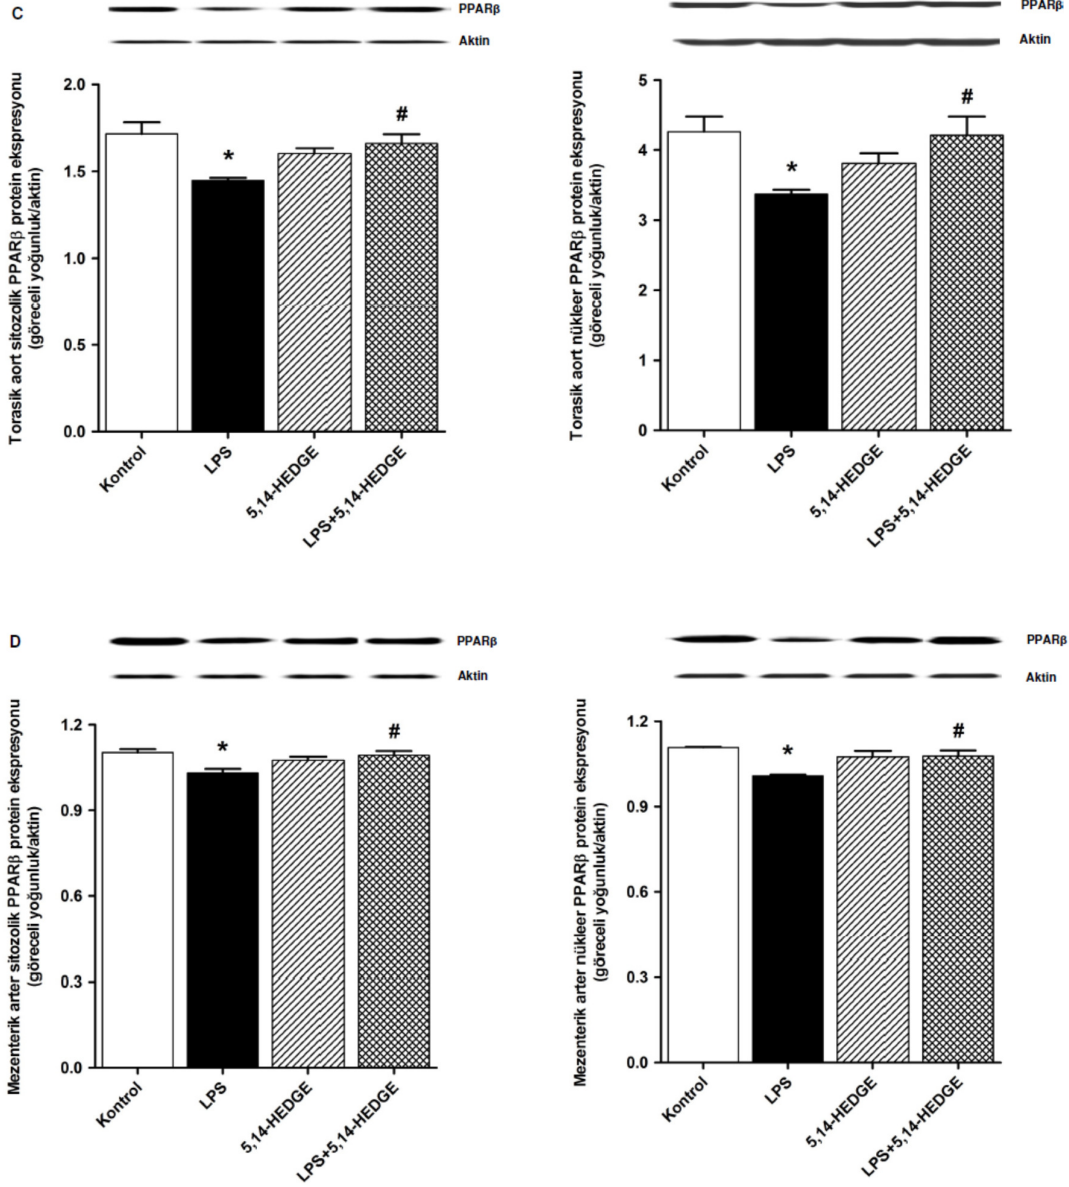 C
PPARβ
Aktin
Torasik aort sitozolik PPARβ protein ekspresyonu
(göreceli yoğunluk/aktin)
2.0
1.5
1.0
0.5
0.0
*
#
Kontrol
LPS
5,14-HEDGE
LPS+5,14-HEDGE
PPARβ
Aktin
Torasik aort nükleer PPARβ protein ekspresyonu
(göreceli yoğunluk/aktin)
5
4
3
2
1
0
*
#
Kontrol
LPS
5,14-HEDGE
LPS+5,14-HEDGE
D
PPARβ
Aktin
Mezenterik arter sitozolik PPARβ protein ekspresyonu
(göreceli yoğunluk/aktin)
1.2
0.9
0.6
0.3
0.0
*
#
Kontrol
LPS
5,14-HEDGE
LPS+5,14-HEDGE
PPARβ
Aktin
Mezenterik arter nükleer PPARβ protein ekspresyonu
(göreceli yoğunluk/aktin)
1.2
0.9
0.6
0.3
0.0
*
#
Kontrol
LPS
5,14-HEDGE
LPS+5,14-HEDGE